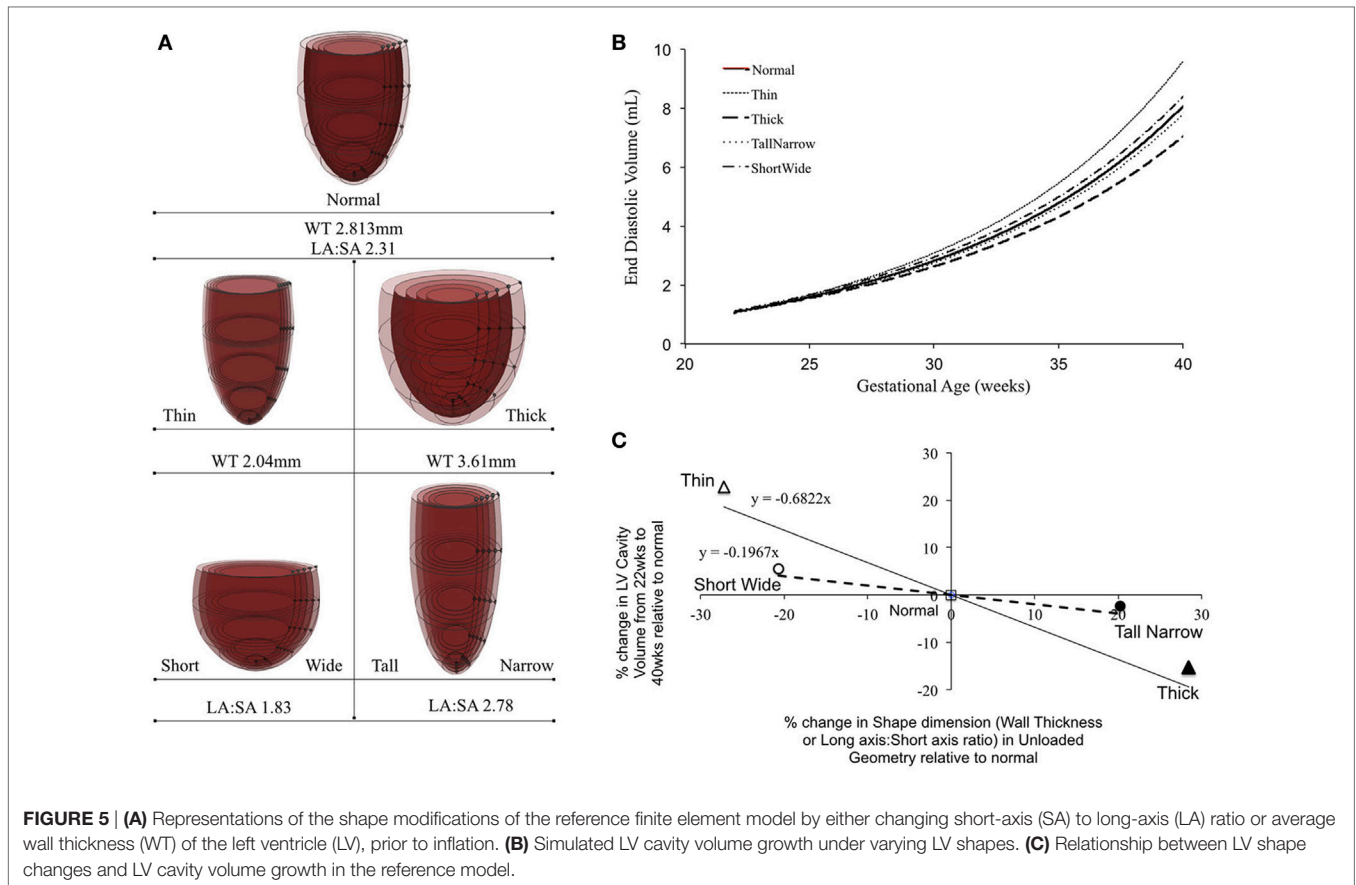 A
Normal
WT 2.813mm
LA:SA 2.31
Thin
Thick
WT 2.04mm
WT 3.61mm
Short Wide
Tall Narrow
LA:SA 1.83
LA:SA 2.78
B
End Diastolic Volume (mL)
10
8
6
4
2
0
Normal
Thin
Thick
TallNarrow
ShortWide
20 25 30 35 40
Gestational Age (weeks)
C
% change in LV Cavity
Volume from 22wks to
40wks relative to normal
30
20
10
0
-10
-20
Thin
y = -0.6822x
y = -0.1967x
Short Wide
Normal
Tall Narrow
Thick
-30 -20 -10 0 10 20 30
% change in Shape dimension (Wall Thickness
or Long axis:Short axis ratio) in Unloaded
Geometry relative to normal
FIGURE 5 | (A) Representations of the shape modifications of the reference finite element model by either changing short-axis (SA) to long-axis (LA) ratio or average
wall thickness (WT) of the left ventricle (LV), prior to inflation. (B) Simulated LV cavity volume growth under varying LV shapes. (C) Relationship between LV shape
changes and LV cavity volume growth in the reference model.